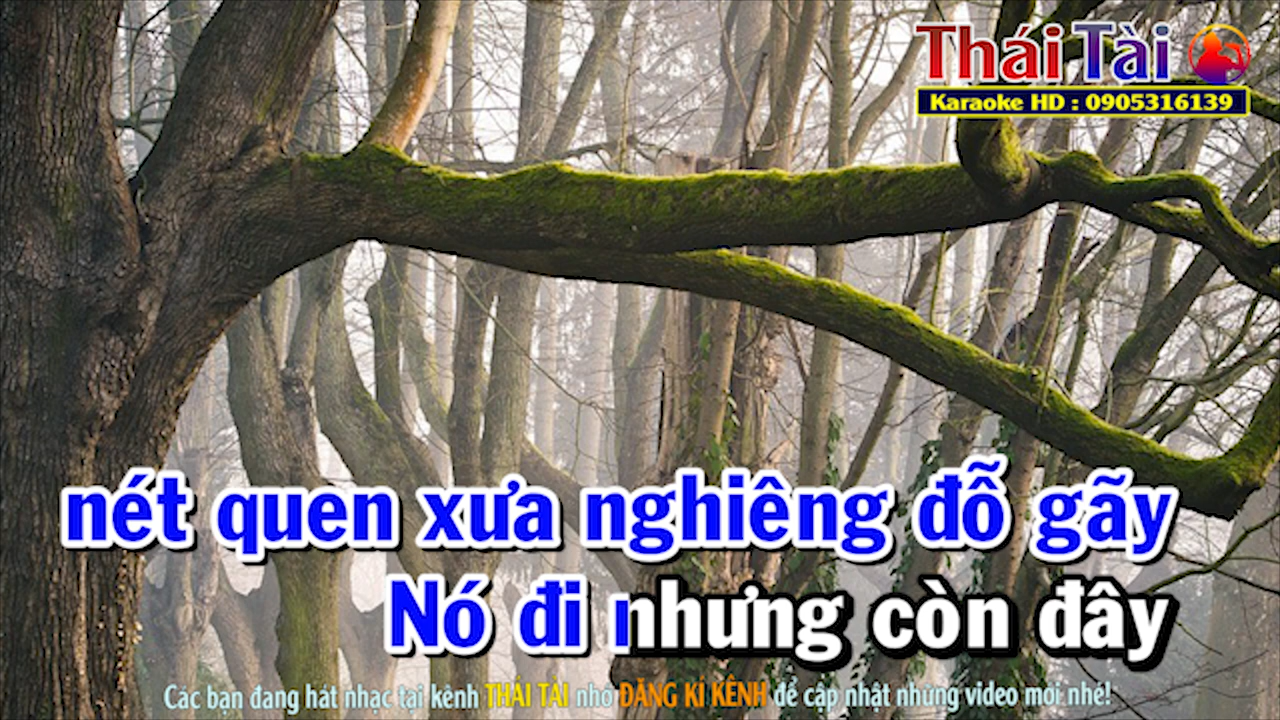 Thái Tài
Karaoke HD : 0905316139
nét quen xưa nghiêng đỗ gãy
Nó đi nhưng còn đây
Các bạn đang hát nhạc tại kênh THÁI TÀI nhớ ĐĂNG KÍ KÊNH để cập nhật những video mới nhé!